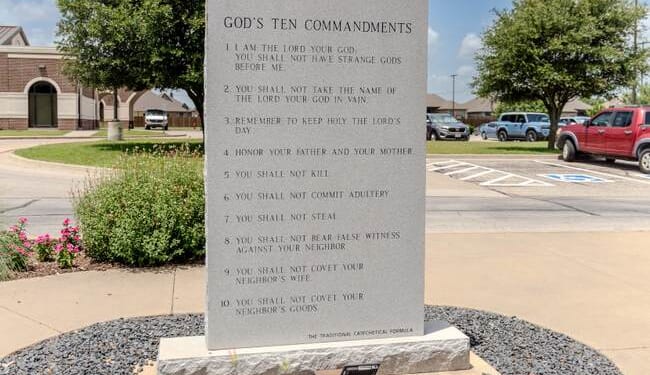 GOD'S TEN COMMANDMENTS
1. I AM THE LORD YOUR GOD;
YOU SHALL NOT HAVE STRANGE GODS
BEFORE ME.
2. YOU SHALL NOT TAKE THE NAME OF
THE LORD YOUR GOD IN VAIN.
3. REMEMBER TO KEEP HOLY THE LORD'S
DAY.
4. HONOR YOUR FATHER AND YOUR MOTHER.
5. YOU SHALL NOT KILL.
6. YOU SHALL NOT COMMIT ADULTERY.
7. YOU SHALL NOT STEAL.
8. YOU SHALL NOT BEAR FALSE WITNESS
AGAINST YOUR NEIGHBOR.
9. YOU SHALL NOT COVET YOUR
NEIGHBOR'S WIFE.
10. YOU SHALL NOT COVET YOUR
NEIGHBOR'S GOODS.
THE TRADITIONAL CATECHETICAL FORMULA